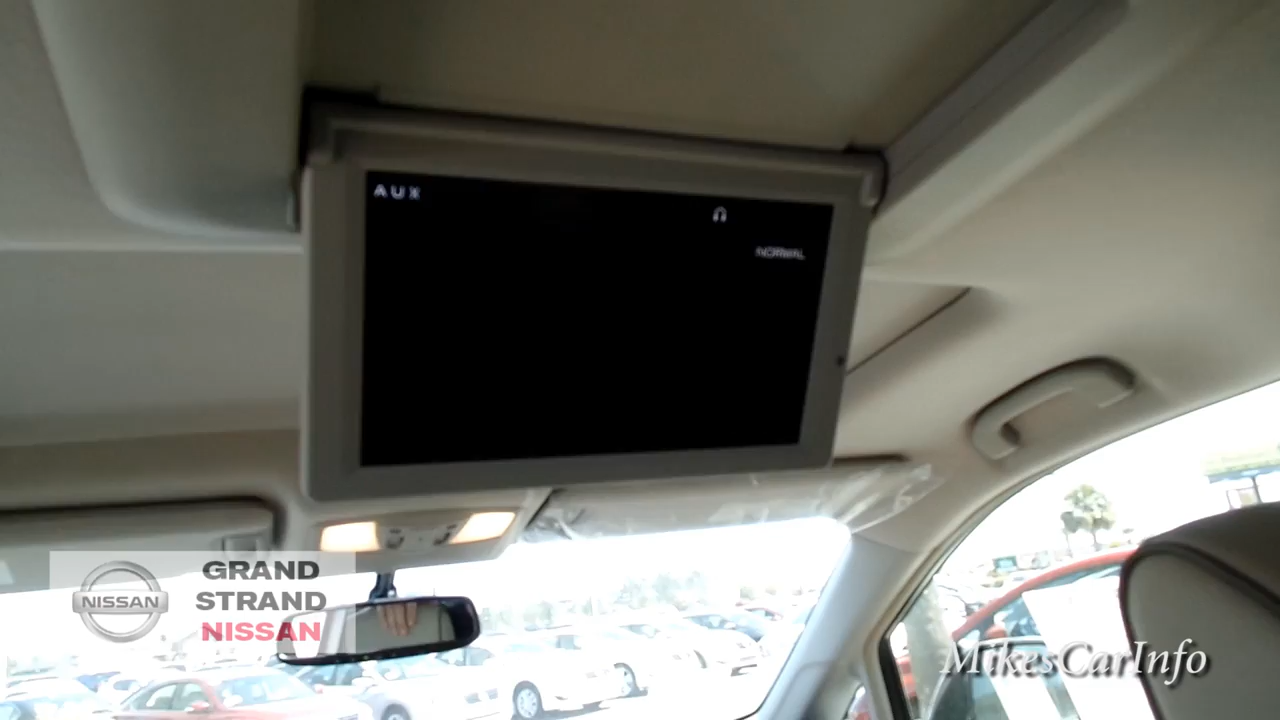 AUX
NORMAL
NISSAN
GRAND
STRAND
NISSAN
MikesCarInfo